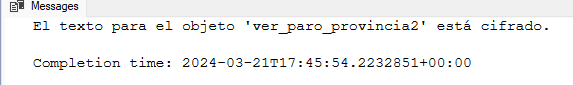 Messages
El texto para el objeto 'ver_paro_provincia2' está cifrado.
Completion time: 2024-03-21T17:45:54.2232851+00:00